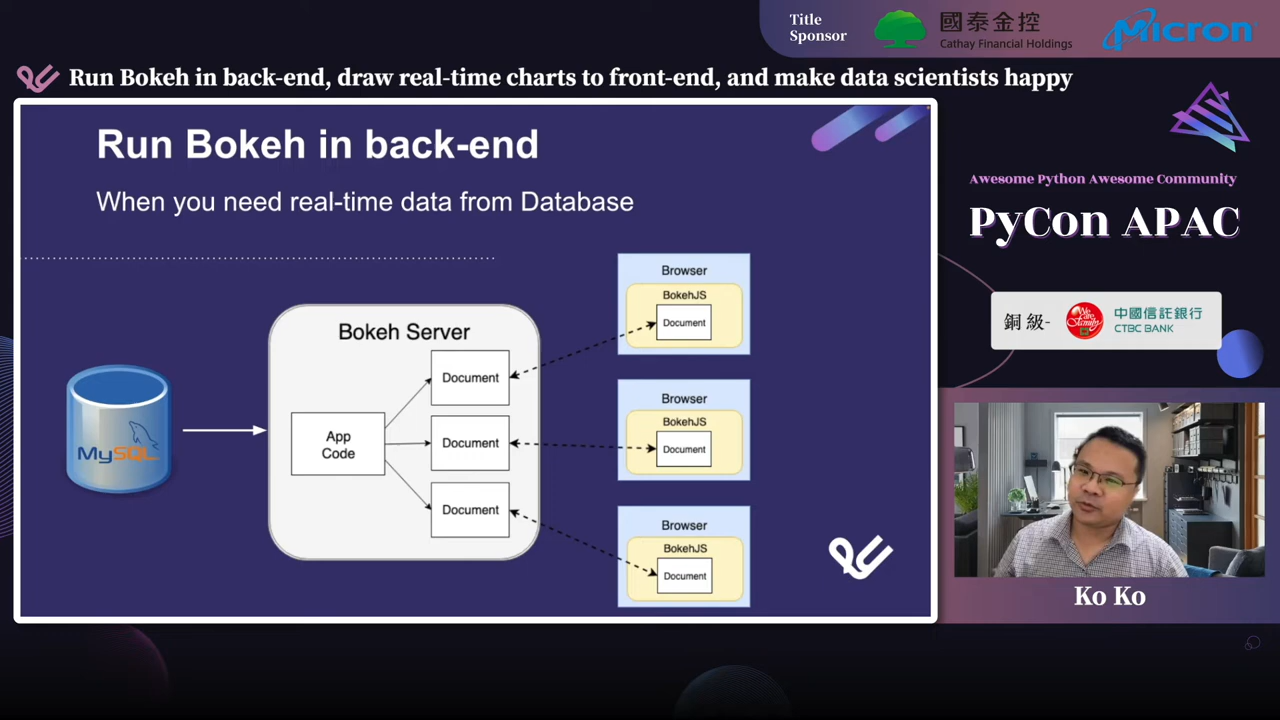 Title
Sponsor
國泰金控
Cathay Financial Holdings
Micron
Run Bokeh in back-end, draw real-time charts to front-end, and make data scientists happy
Run Bokeh in back-end
When you need real-time data from Database
Bokeh Server
App
Code
Document
Document
Document
MySQL
Browser
BokehJS
Document
Browser
BokehJS
Document
Browser
BokehJS
Document
Awesome Python Awesome Community
PyCon APAC
銅級-
We are
Family
中國信託銀行
CTBC BANK
Ko Ko